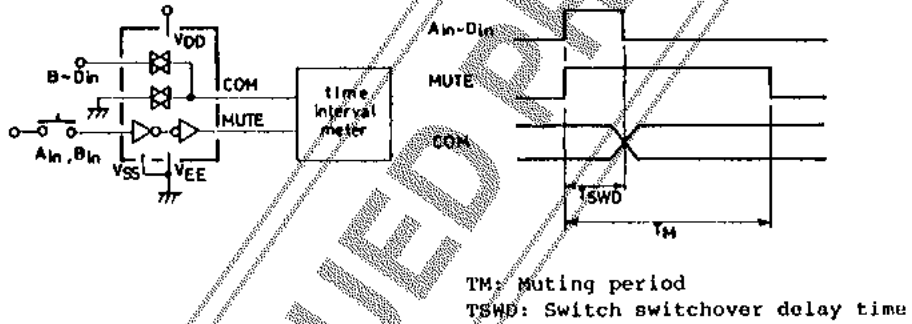 VDD
B~Din
COM
MUTE
Ain, Bin
VSS
VEE
time
interval
meter
Ain~Din
MUTE
COM
TSWD
TM
TM: Muting period
TSWD: Switch switchover delay time